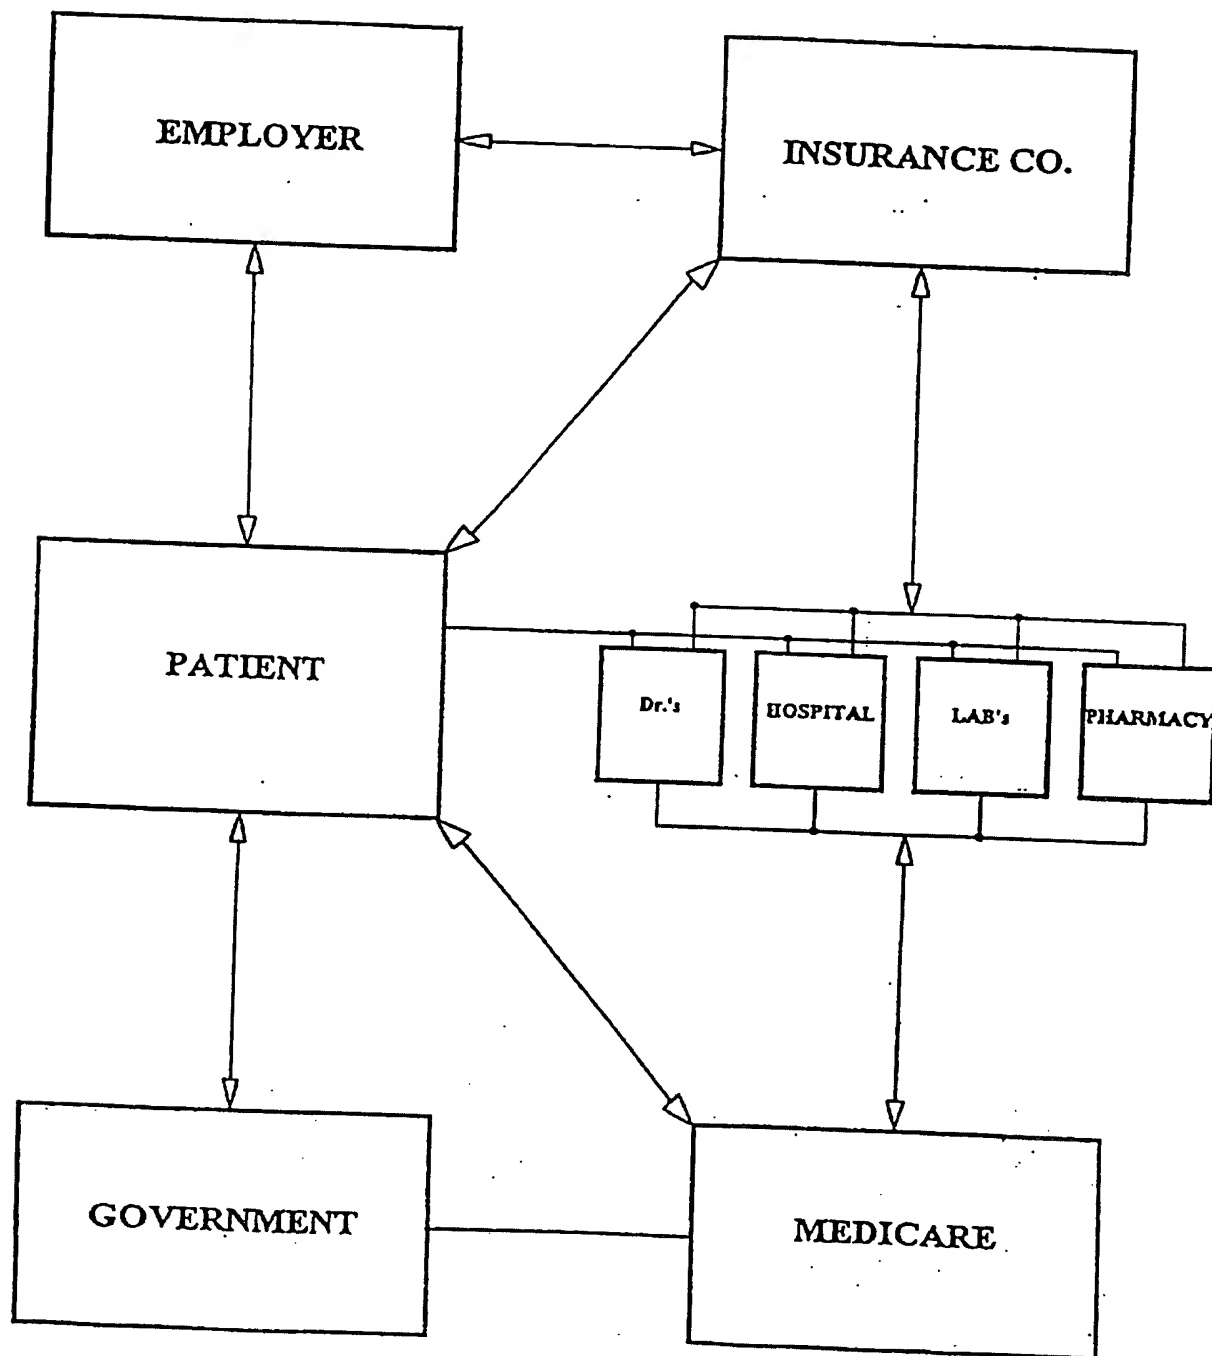 EMPLOYER
INSURANCE CO.
PATIENT
Dr.'s
HOSPITAL
LAB's
PHARMACY
GOVERNMENT
MEDICARE